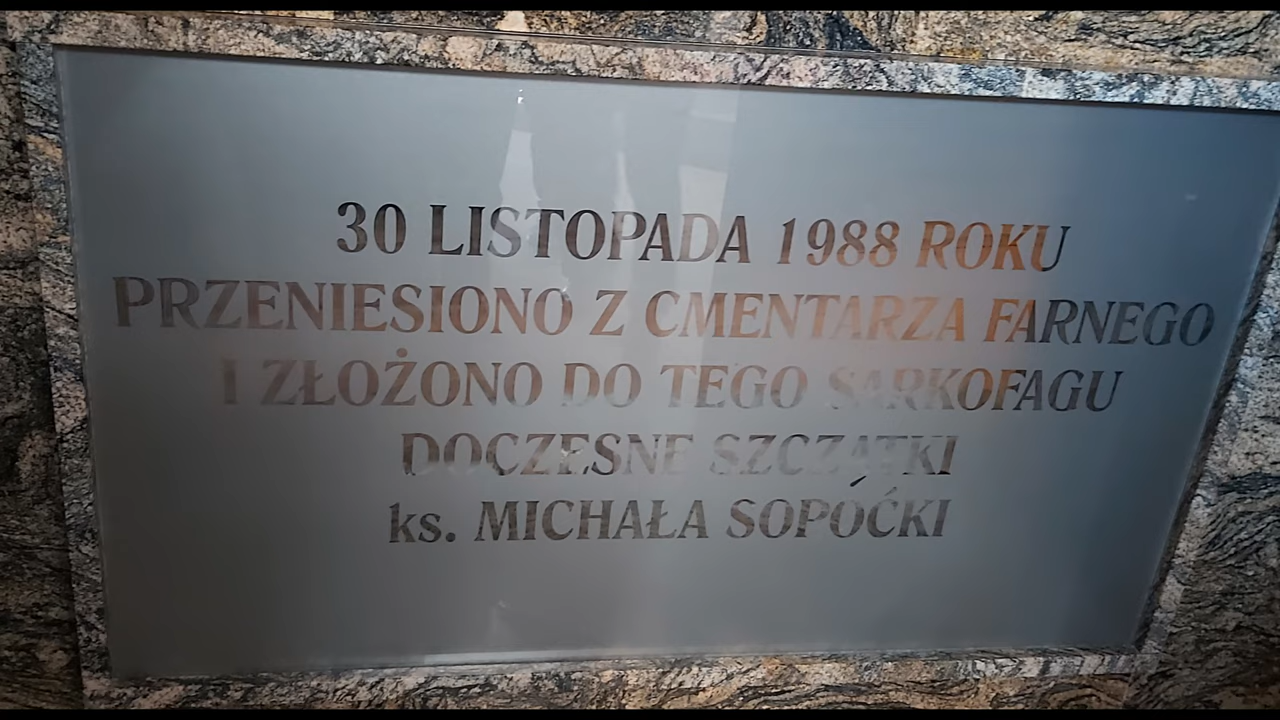 30 LISTOPADA 1988 ROKU
PRZENIESIONO Z CMENTARZA FARNEGO
I ZŁOŻONO DO TEGO SARKOFAGU
DOCZESNE SZCZĄTKI
ks. MICHAŁA SOPOĆKI